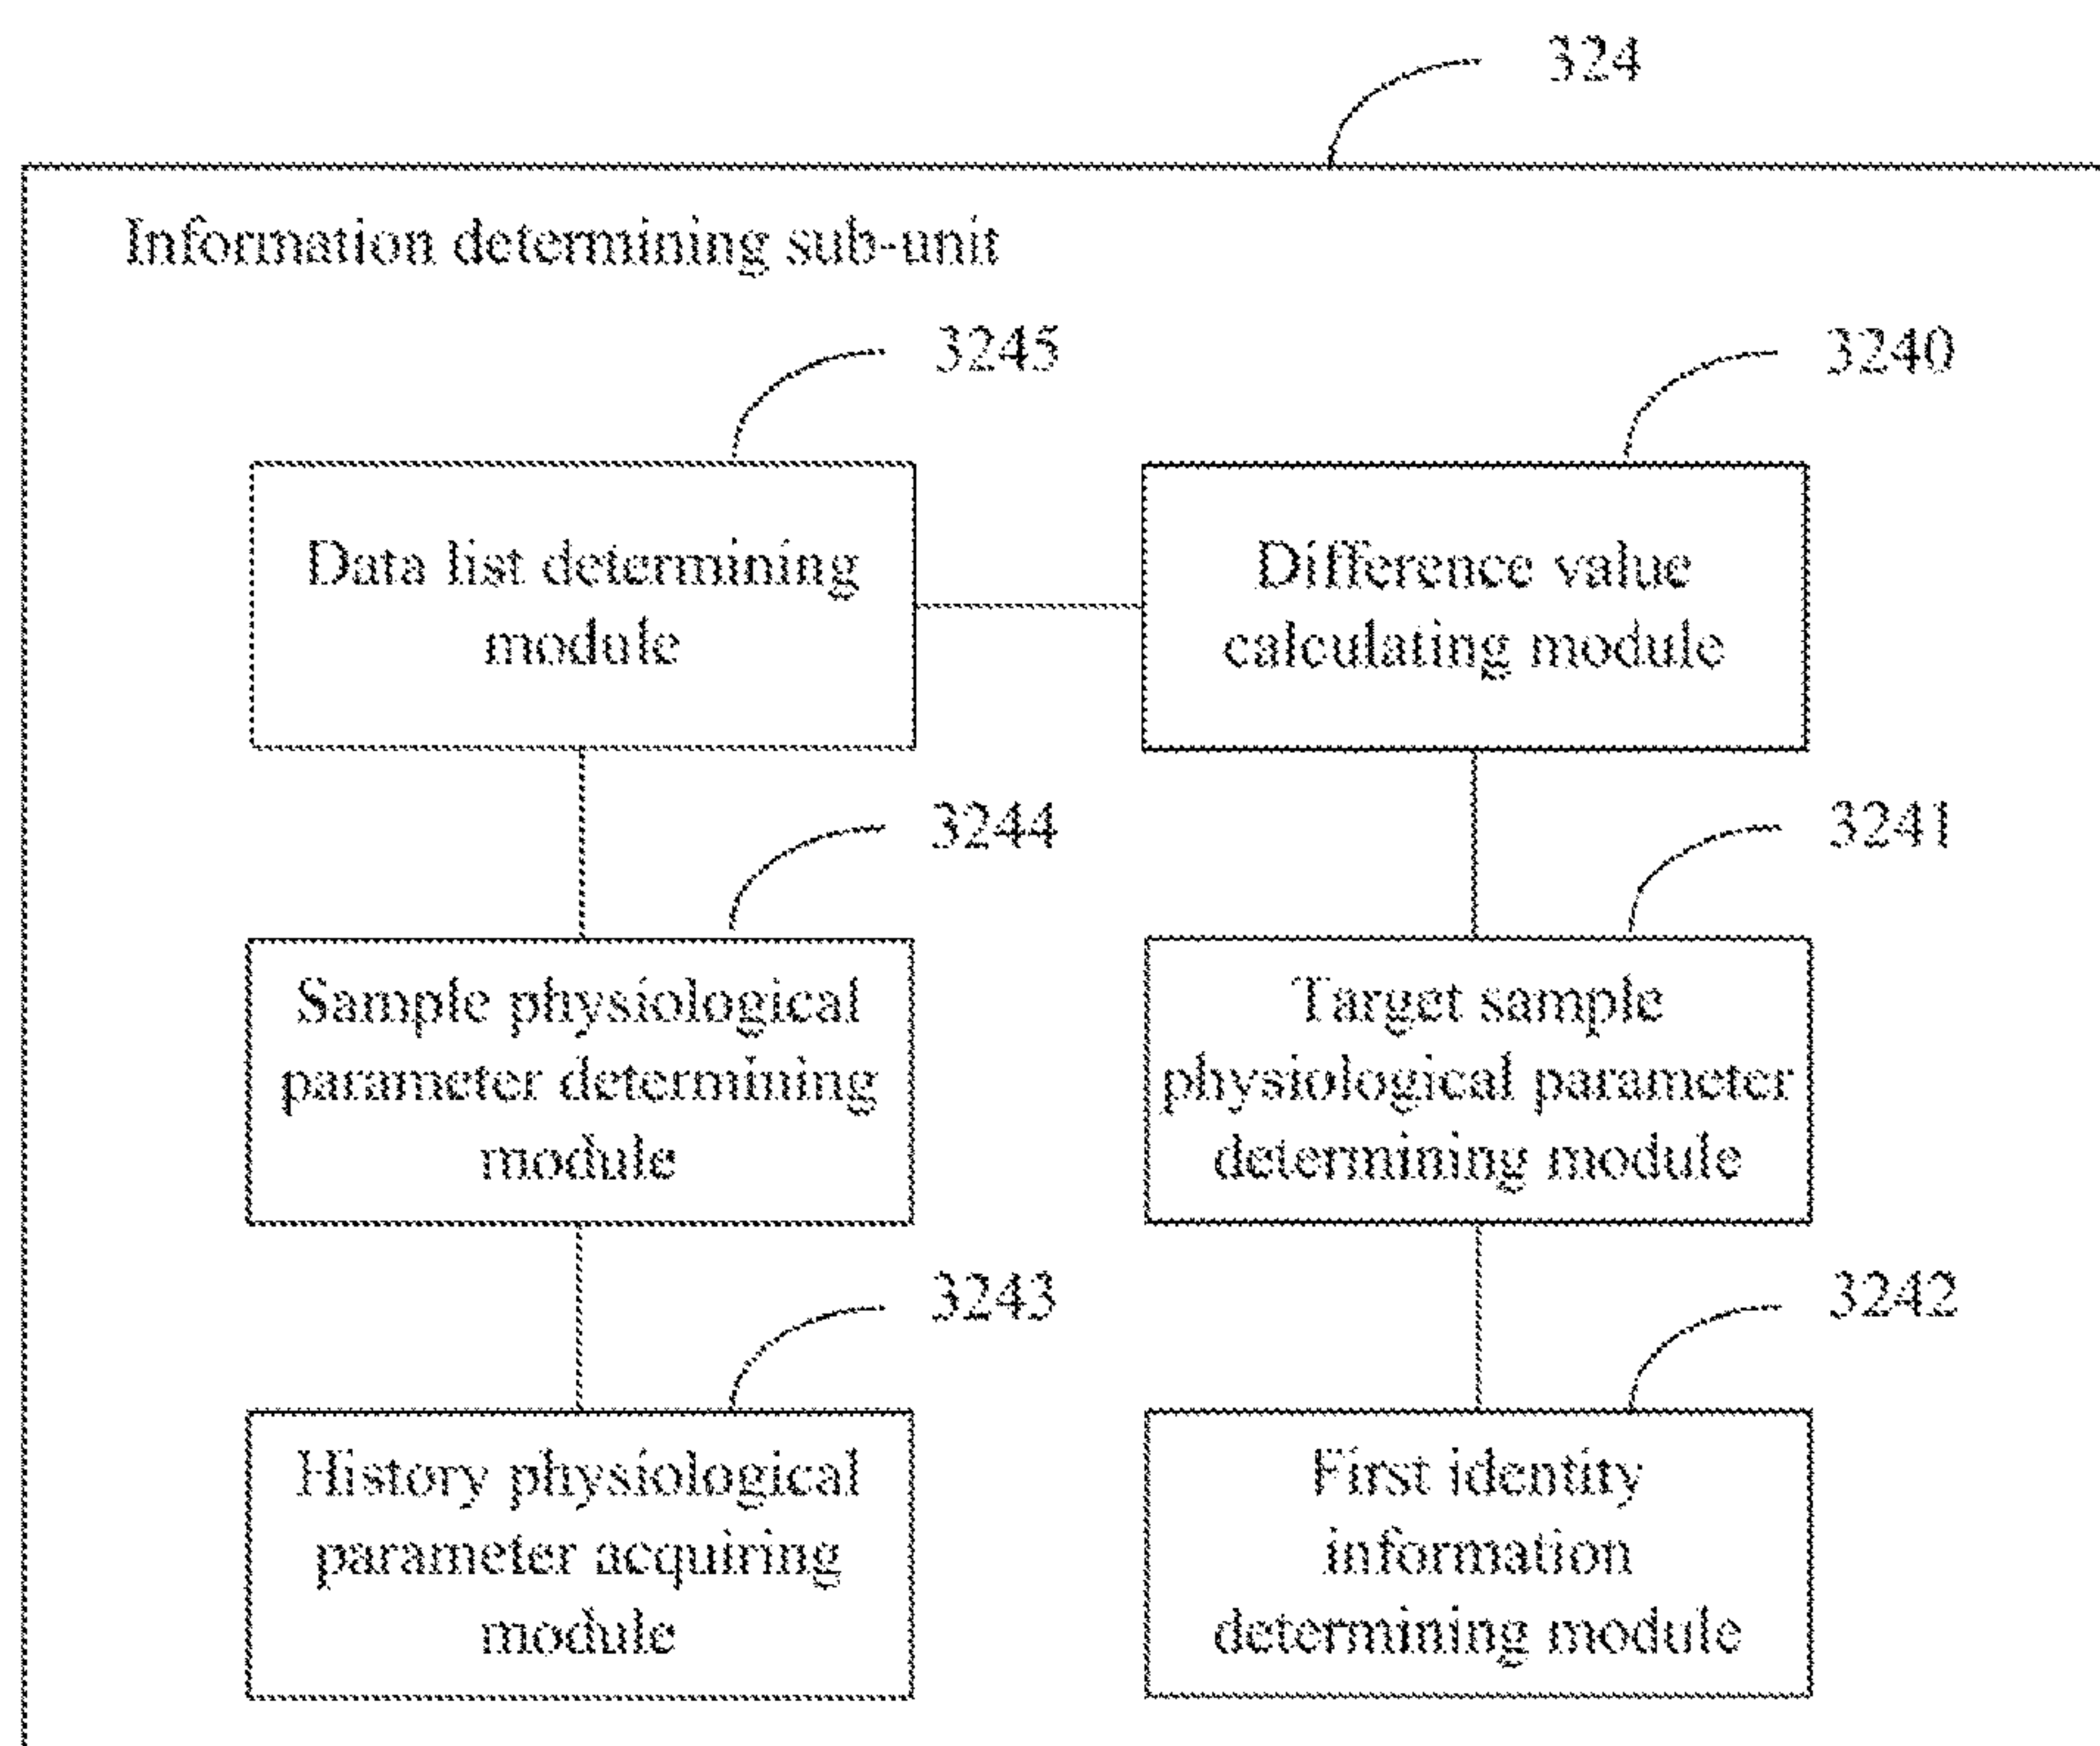 324
Information determining sub-unit
3245
3240
Data list determining
module
Difference value
calculating module
3244
3241
Sample physiological
parameter determining
module
Target sample
physiological parameter
determining module
3243
3242
History physiological
parameter acquiring
module
First identity
information
determining module